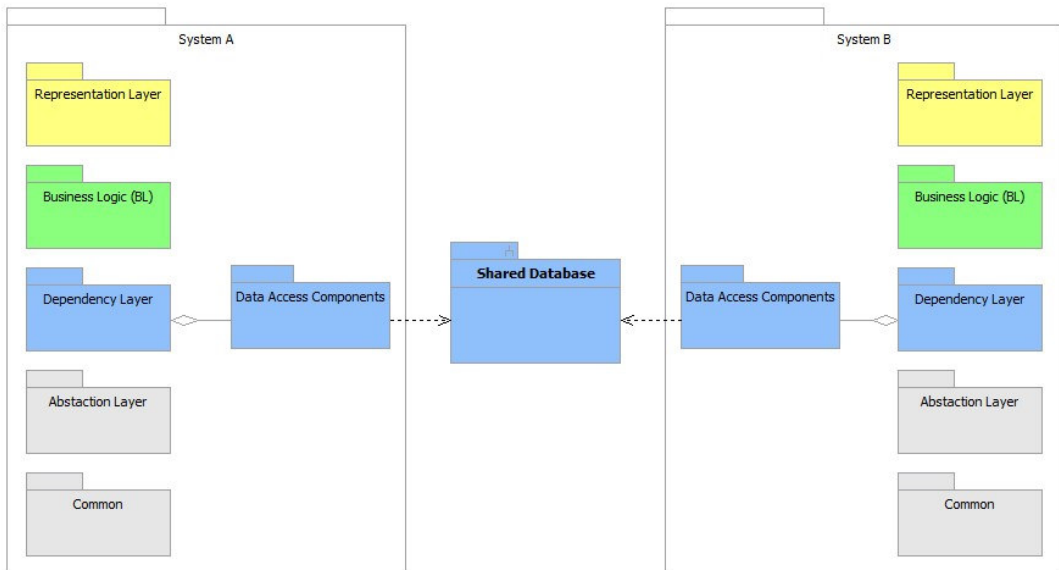 System A
System B
Representation Layer
Representation Layer
Business Logic (BL)
Business Logic (BL)
Shared Database
Dependency Layer
Data Access Components
Data Access Components
Dependency Layer
Abstaction Layer
Abstaction Layer
Common
Common